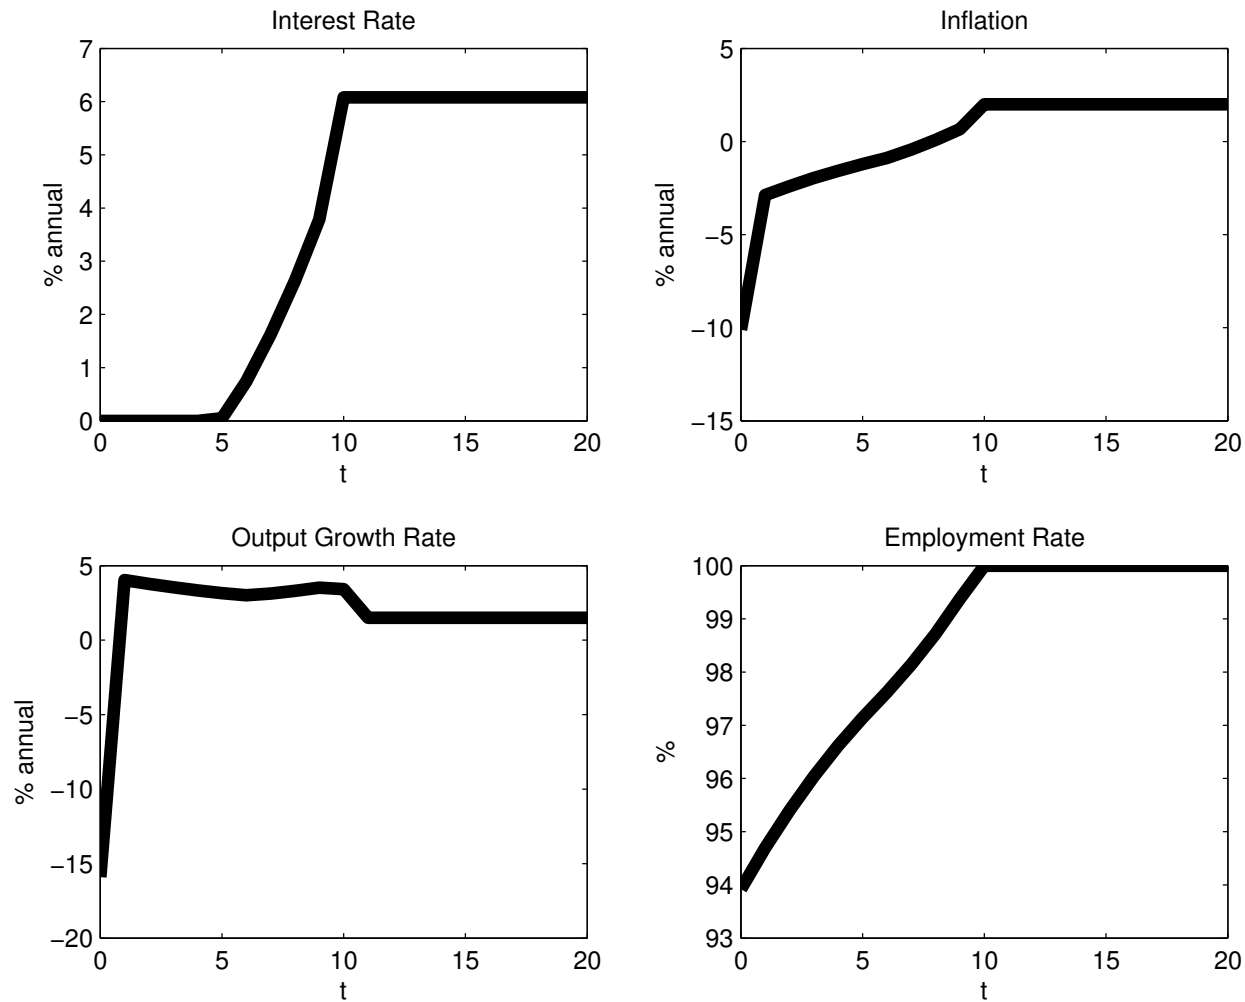 Interest Rate
7
6
5
4
3
2
1
0
% annual
0 5 10 15 20
t
Inflation
5
0
−5
−10
−15
% annual
0 5 10 15 20
t
Output Growth Rate
5
0
−5
−10
−15
−20
% annual
0 5 10 15 20
t
Employment Rate
100
99
98
97
96
95
94
93
%
0 5 10 15 20
t